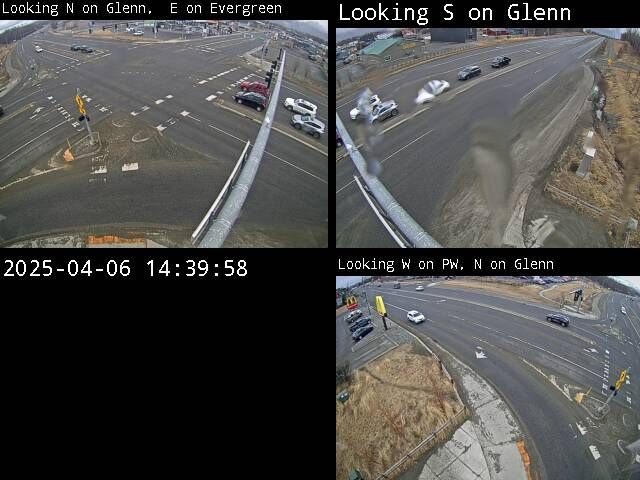 Looking N on Glenn,  E on Evergreen
Looking S on Glenn
2025-04-06 14:39:58
Looking W on PW, N on Glenn